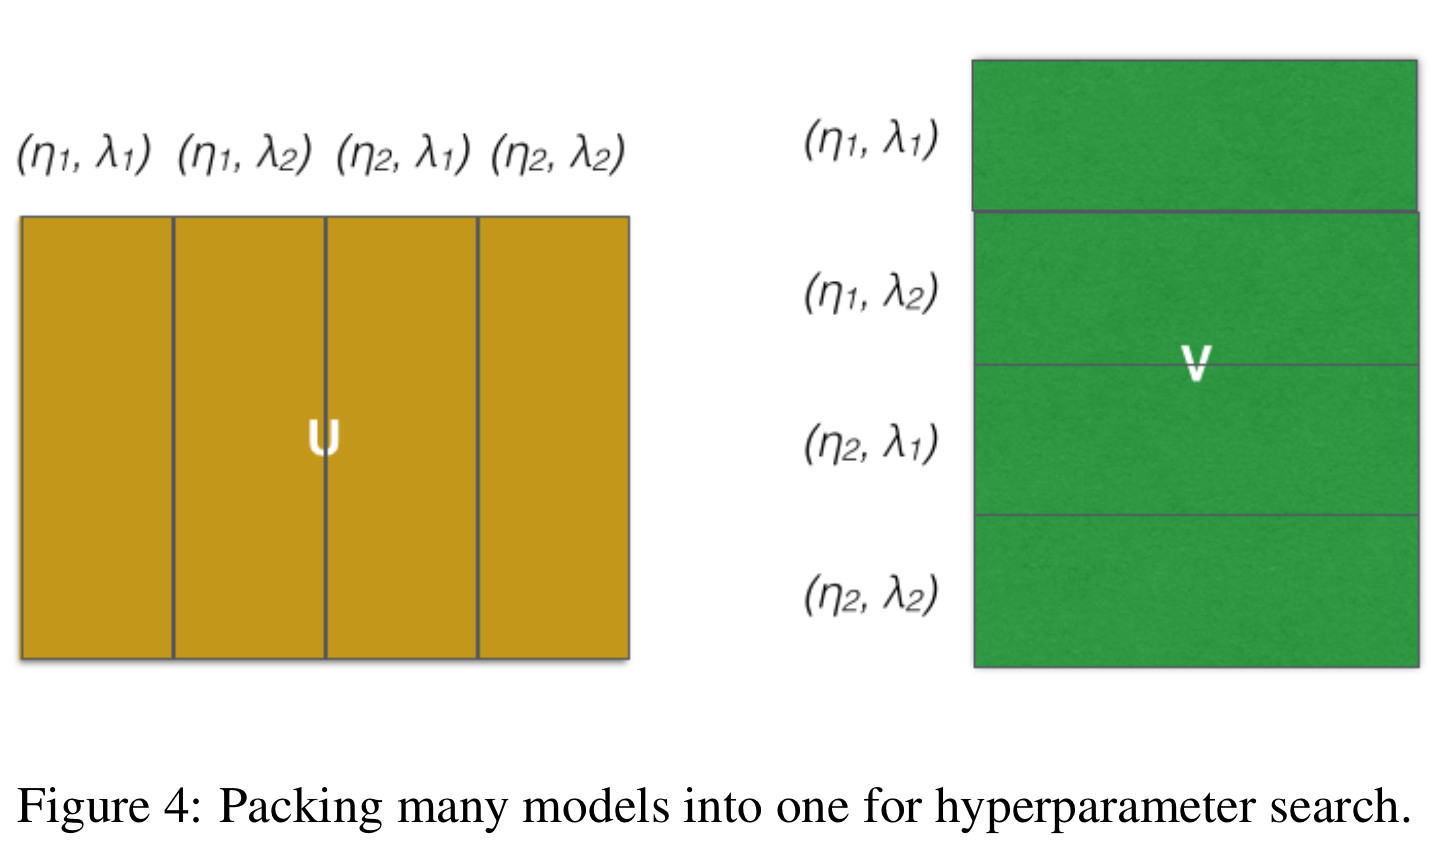 (η1, λ1) (η1, λ2) (η2, λ1) (η2, λ2)
U
(η1, λ1)
(η1, λ2)
V
(η2, λ1)
(η2, λ2)
Figure 4: Packing many models into one for hyperparameter search.